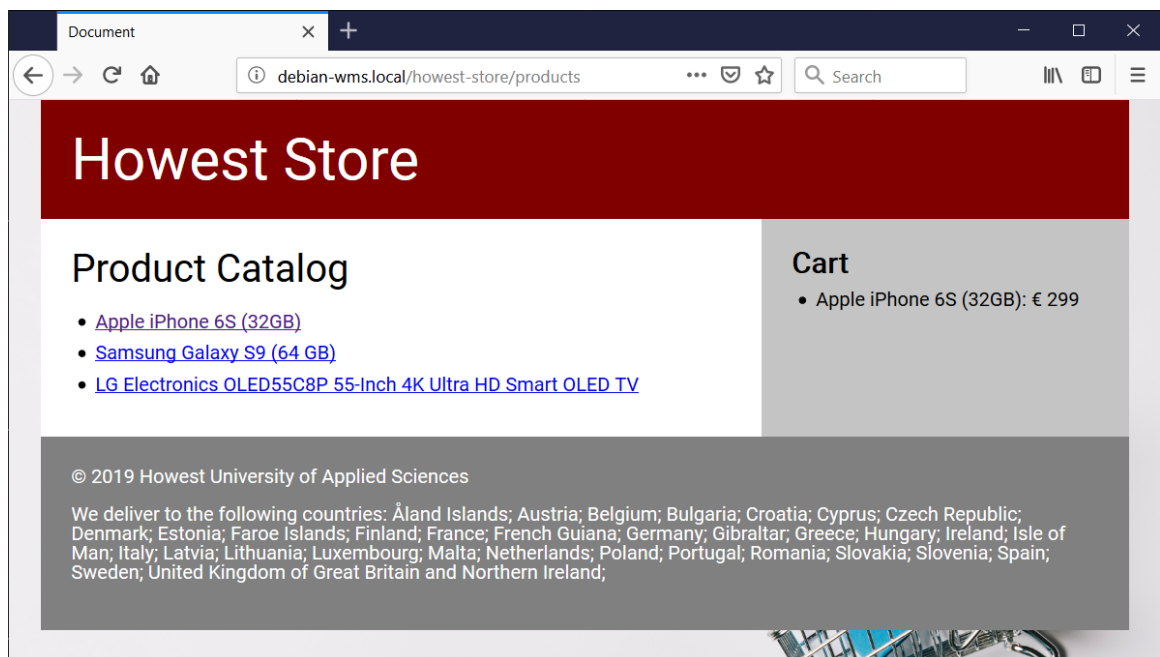 Document
debian-wms.local/howest-store/products
Search
Howest Store
Product Catalog
Apple iPhone 6S (32GB)
Samsung Galaxy S9 (64 GB)
LG Electronics OLED55C8P 55-Inch 4K Ultra HD Smart OLED TV
Cart
Apple iPhone 6S (32GB): € 299
© 2019 Howest University of Applied Sciences
We deliver to the following countries: Åland Islands; Austria; Belgium; Bulgaria; Croatia; Cyprus; Czech Republic;
Denmark; Estonia; Faroe Islands; Finland; France; French Guiana; Germany; Gibraltar; Greece; Hungary; Ireland; Isle of
Man; Italy; Latvia; Lithuania; Luxembourg; Malta; Netherlands; Poland; Portugal; Romania; Slovakia; Slovenia; Spain;
Sweden; United Kingdom of Great Britain and Northern Ireland;